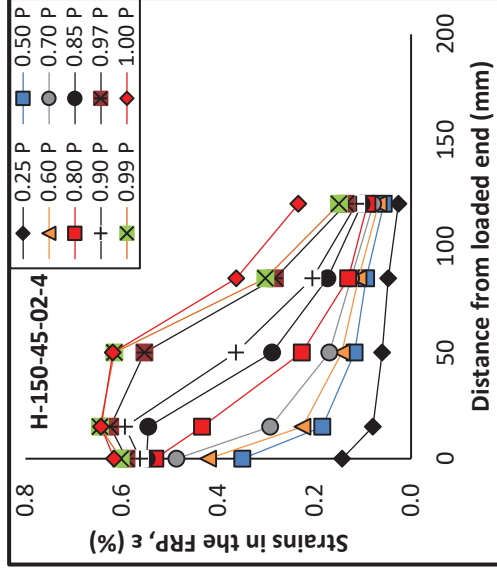 H-150-45-02-4
0.25 P
0.50 P
0.60 P
0.70 P
0.80 P
0.85 P
0.90 P
0.97 P
0.99 P
1.00 P
Strains in the FRP, ε (%)
0.8
0.6
0.4
0.2
0.0
0
50
100
150
200
Distance from loaded end (mm)